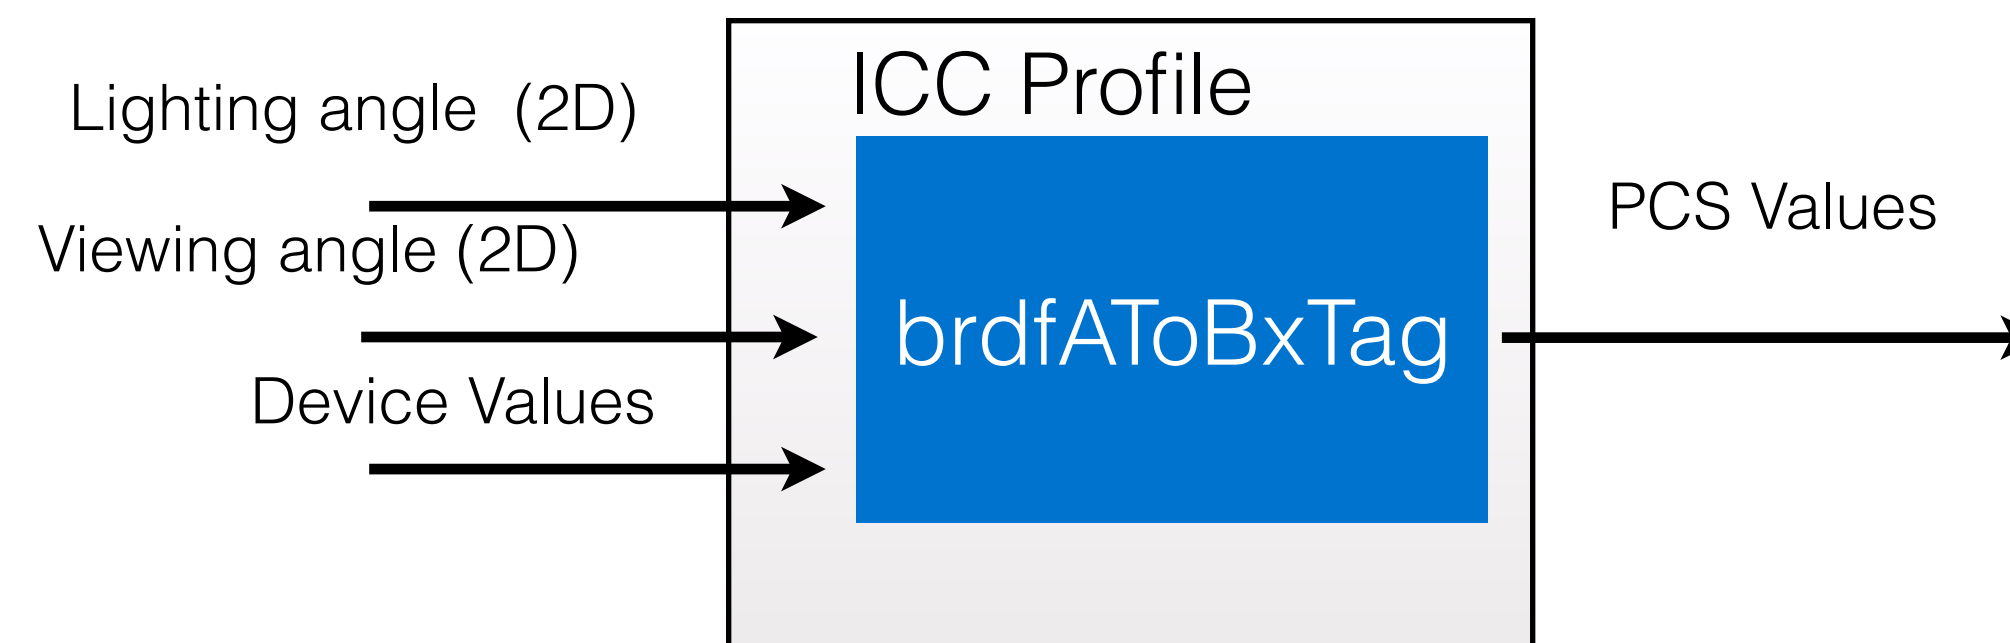 Lighting angle (2D)
Viewing angle (2D)
Device Values
ICC Profile
brdfAToBxTag
PCS Values